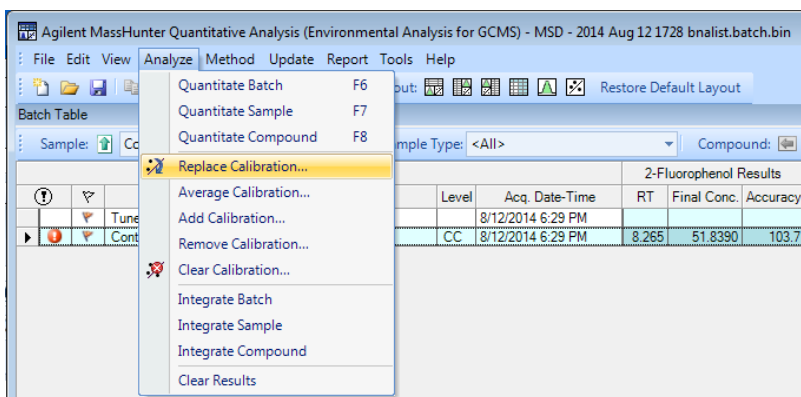 Agilent MassHunter Quantitative Analysis (Environmental Analysis for GCMS) - MSD - 2014 Aug 12 1728 bnalist.batch.bin
File Edit View Analyze Method Update Report Tools Help
Restore Default Layout
Batch Table
Sample: Type: <All> Compound:
Quantitate Batch F6
Quantitate Sample F7
Quantitate Compound F8
Replace Calibration...
Average Calibration...
Add Calibration...
Remove Calibration...
Clear Calibration...
Integrate Batch
Integrate Sample
Integrate Compound
Clear Results
2-Fluorophenol Results
Level Acq. Date-Time RT Final Conc. Accuracy
Tune 8/12/2014 6:29 PM
Cont CC 8/12/2014 6:29 PM 8.265 51.8390 103.7